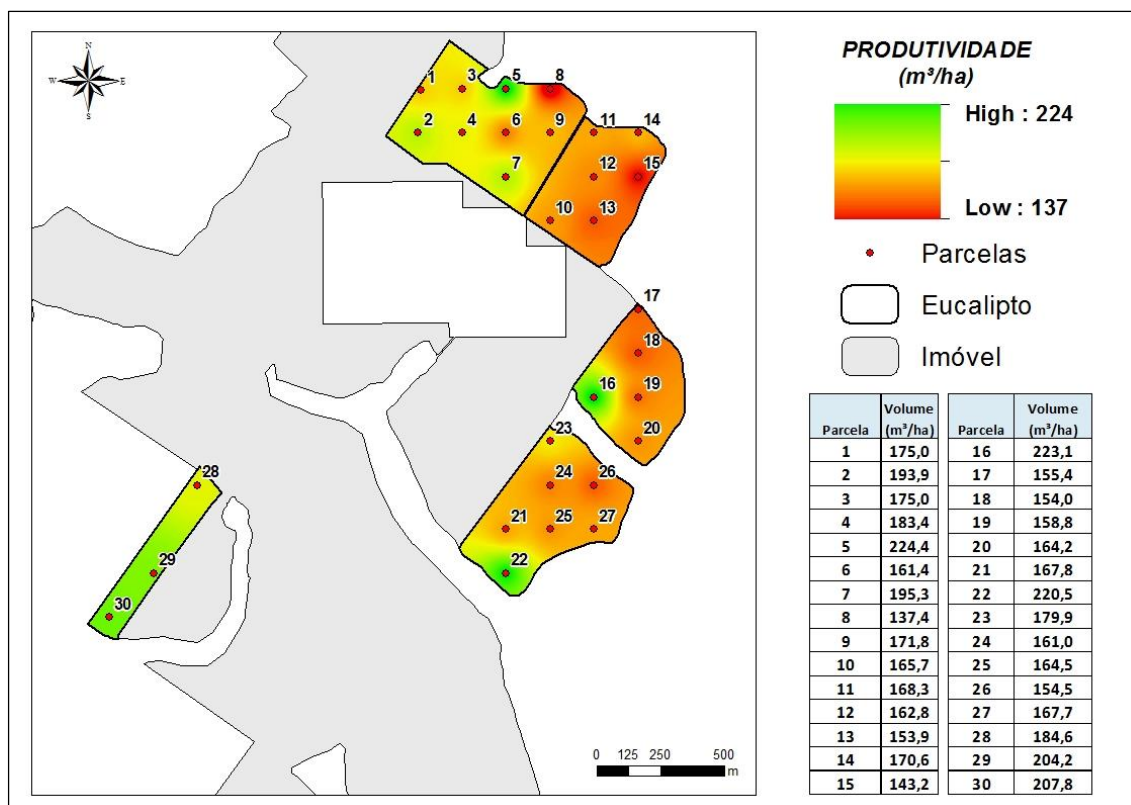 N
W E
S
1 3 5 8
2 4 6 9 11 14
7 12 15
10 13
17
18
16 19
23 20
28 24 26
21 25 27
29 22
30
0 125 250 500
m
PRODUTIVIDADE
(m³/ha)
High : 224
Low : 137
Parcelas
Eucalipto
Imóvel
Parcela Volume (m³/ha) Parcela Volume (m³/ha)
1 175,0 16 223,1
2 193,9 17 155,4
3 175,0 18 154,0
4 183,4 19 158,8
5 224,4 20 164,2
6 161,4 21 167,8
7 195,3 22 220,5
8 137,4 23 179,9
9 171,8 24 161,0
10 165,7 25 164,5
11 168,3 26 154,5
12 162,8 27 167,7
13 153,9 28 184,6
14 170,6 29 204,2
15 143,2 30 207,8